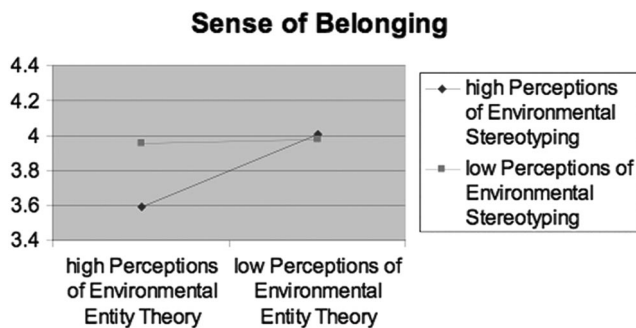 Sense of Belonging
4.4
4.2
4
3.8
3.6
3.4
high Perceptions
of Environmental
Entity Theory
low Perceptions of
Environmental
Entity Theory
high Perceptions
of Environmental
Stereotyping
low Perceptions of
Environmental
Stereotyping